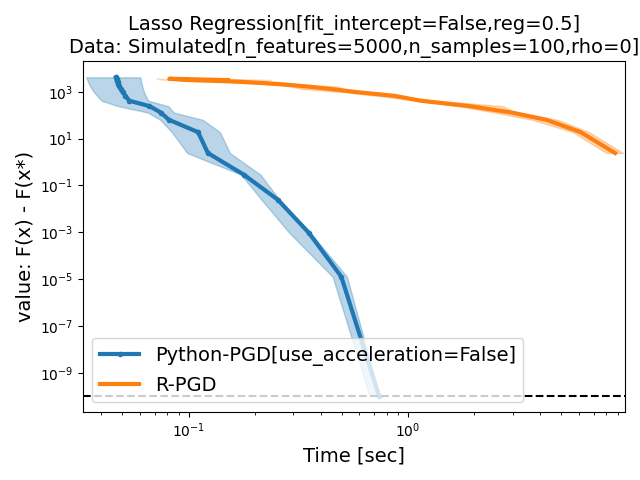 Lasso Regression[fit_intercept=False,reg=0.5]
Data: Simulated[n_features=5000,n_samples=100,rho=0]
value: F(x) - F(x*)
10^3
10^1
10^-1
10^-3
10^-5
10^-7
10^-9
Python-PGD[use_acceleration=False]
R-PGD
10^-1
10^0
Time [sec]